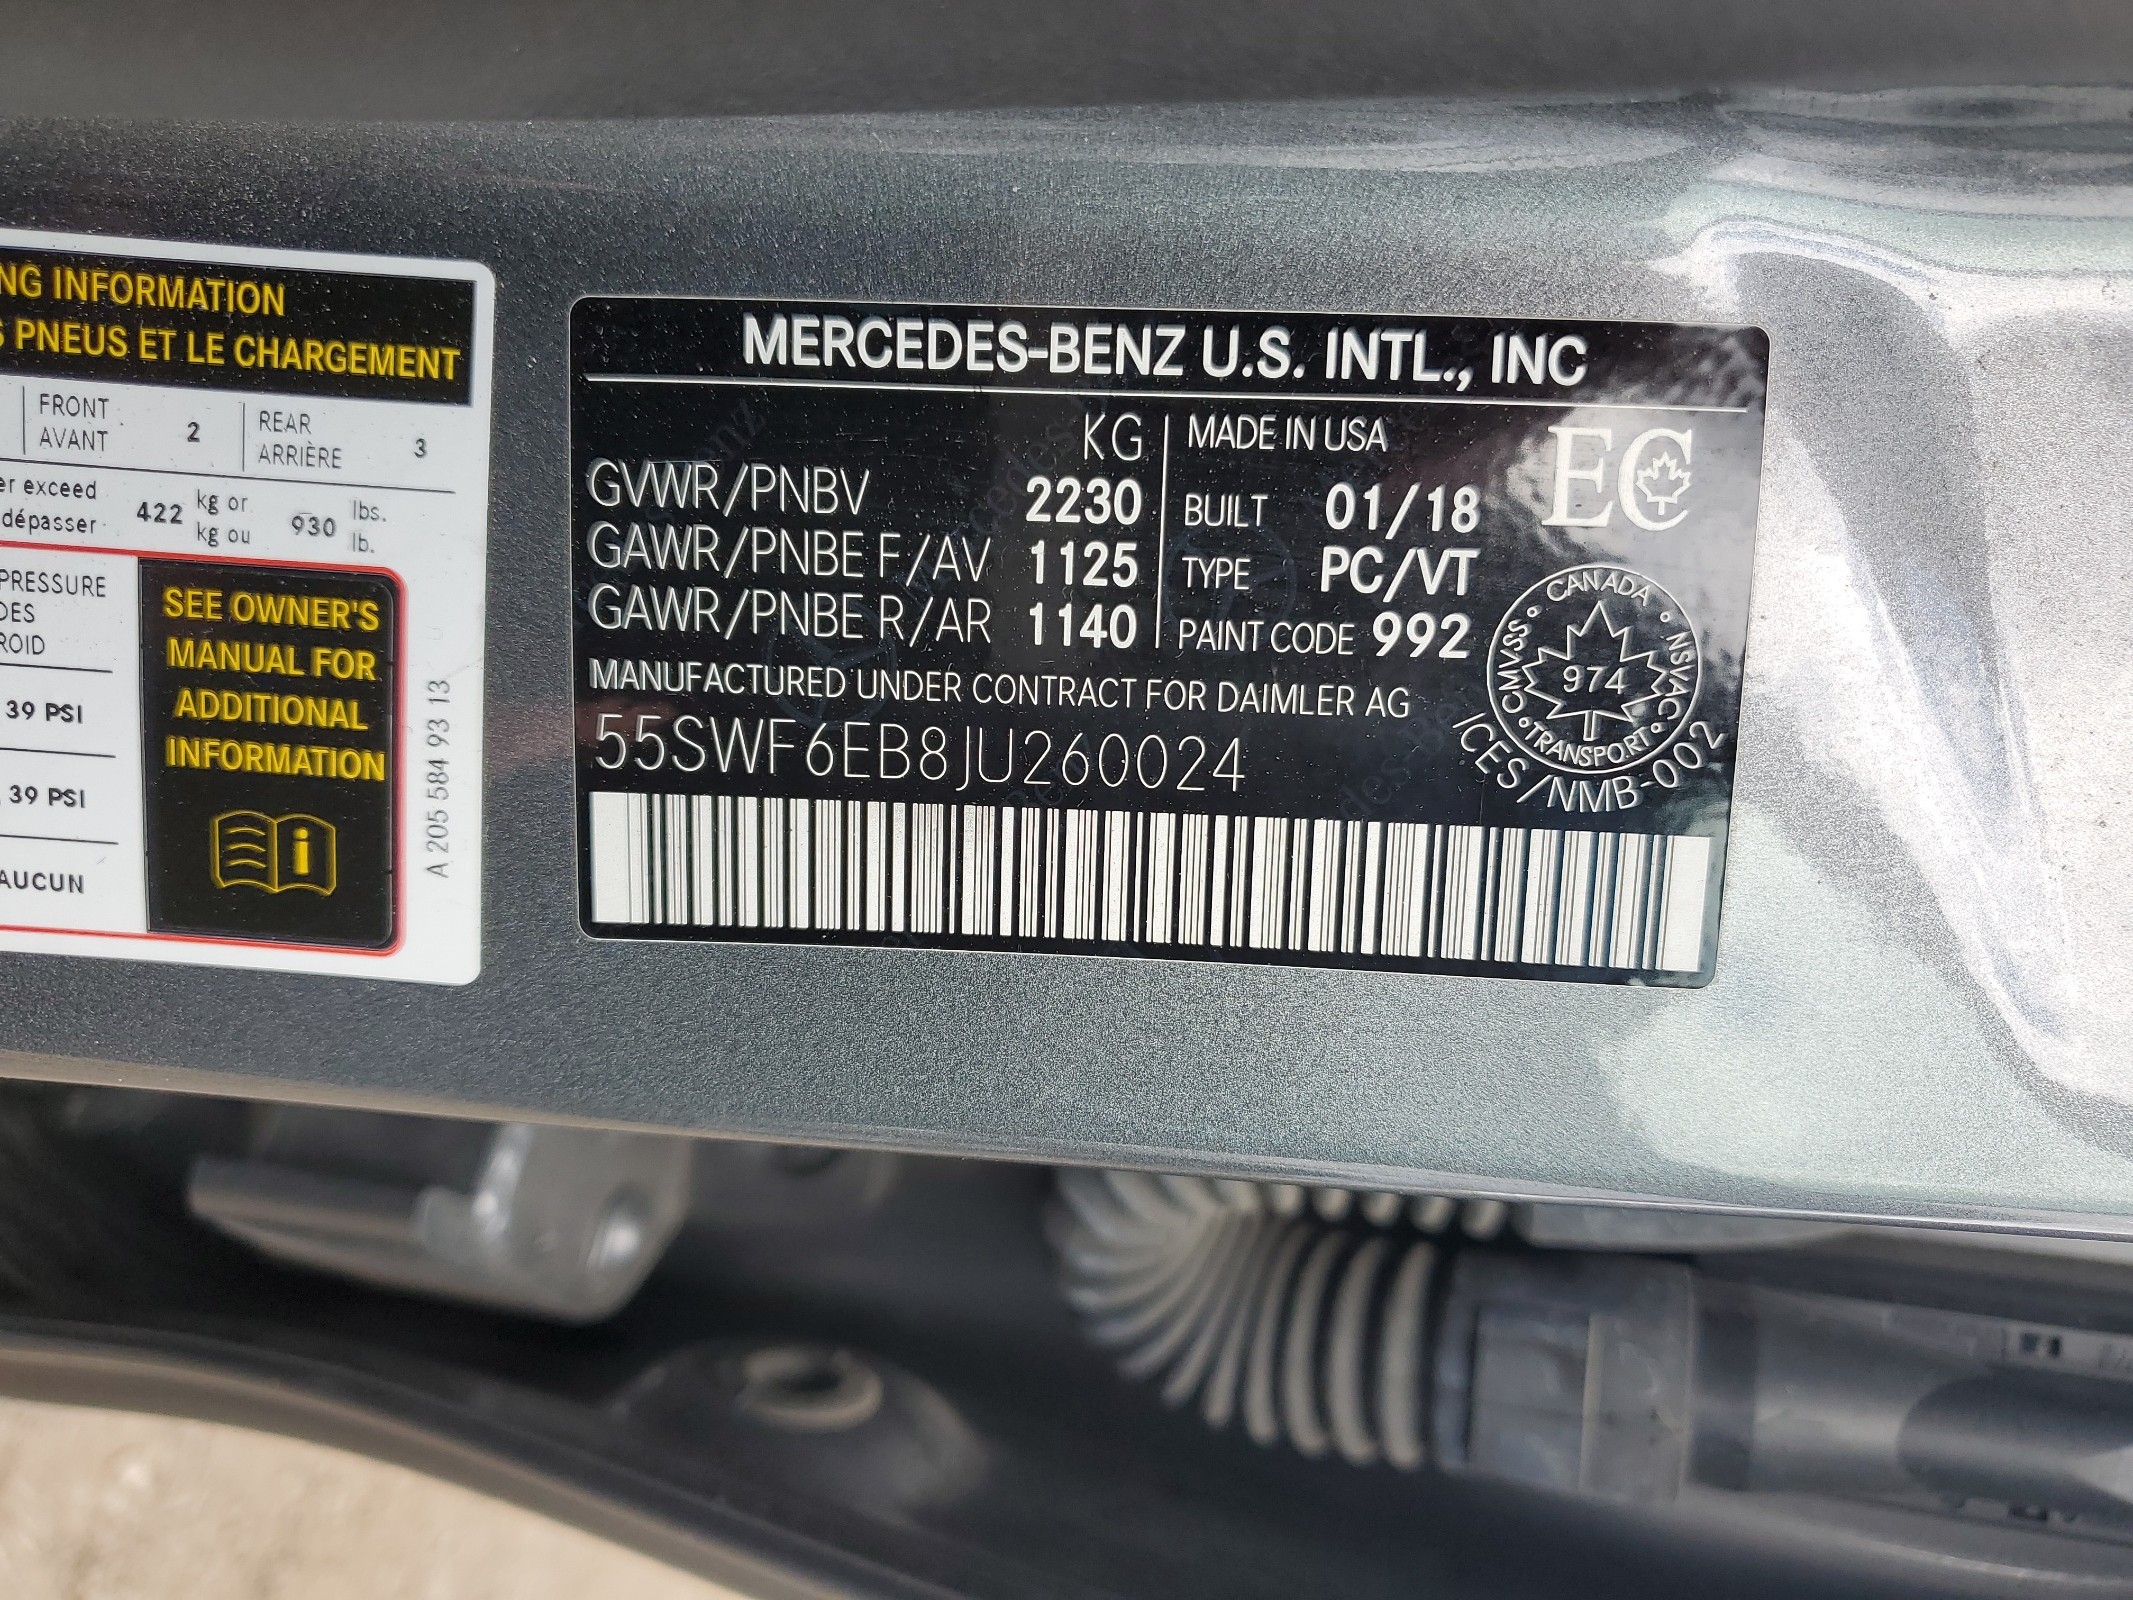 NG INFORMATION
PNEUS ET LE CHARGEMENT
FRONT
AVANT
2
REAR
ARRIÈRE
3
exceed
dépasser
422
kg or
kg ou
930
lbs.
lb.
PRESSURE
39 PSI
39 PSI
AUCUN
SEE OWNER'S
MANUAL FOR
ADDITIONAL
INFORMATION
i
A 205 584 93 13
MERCEDES-BENZ U.S. INTL., INC
KG
GVWR/PNBV 2230
GAWR/PNBE F/AV 1125
GAWR/PNBE R/AR 1140
MADE IN USA
BUILT 01/18
TYPE PC/VT
PAINT CODE 992
EC
CANADA
NSVAC
TRANSPORT
CMVSS
974
ICES/NMB-002
MANUFACTURED UNDER CONTRACT FOR DAIMLER AG
55SWF6EB8JU260024